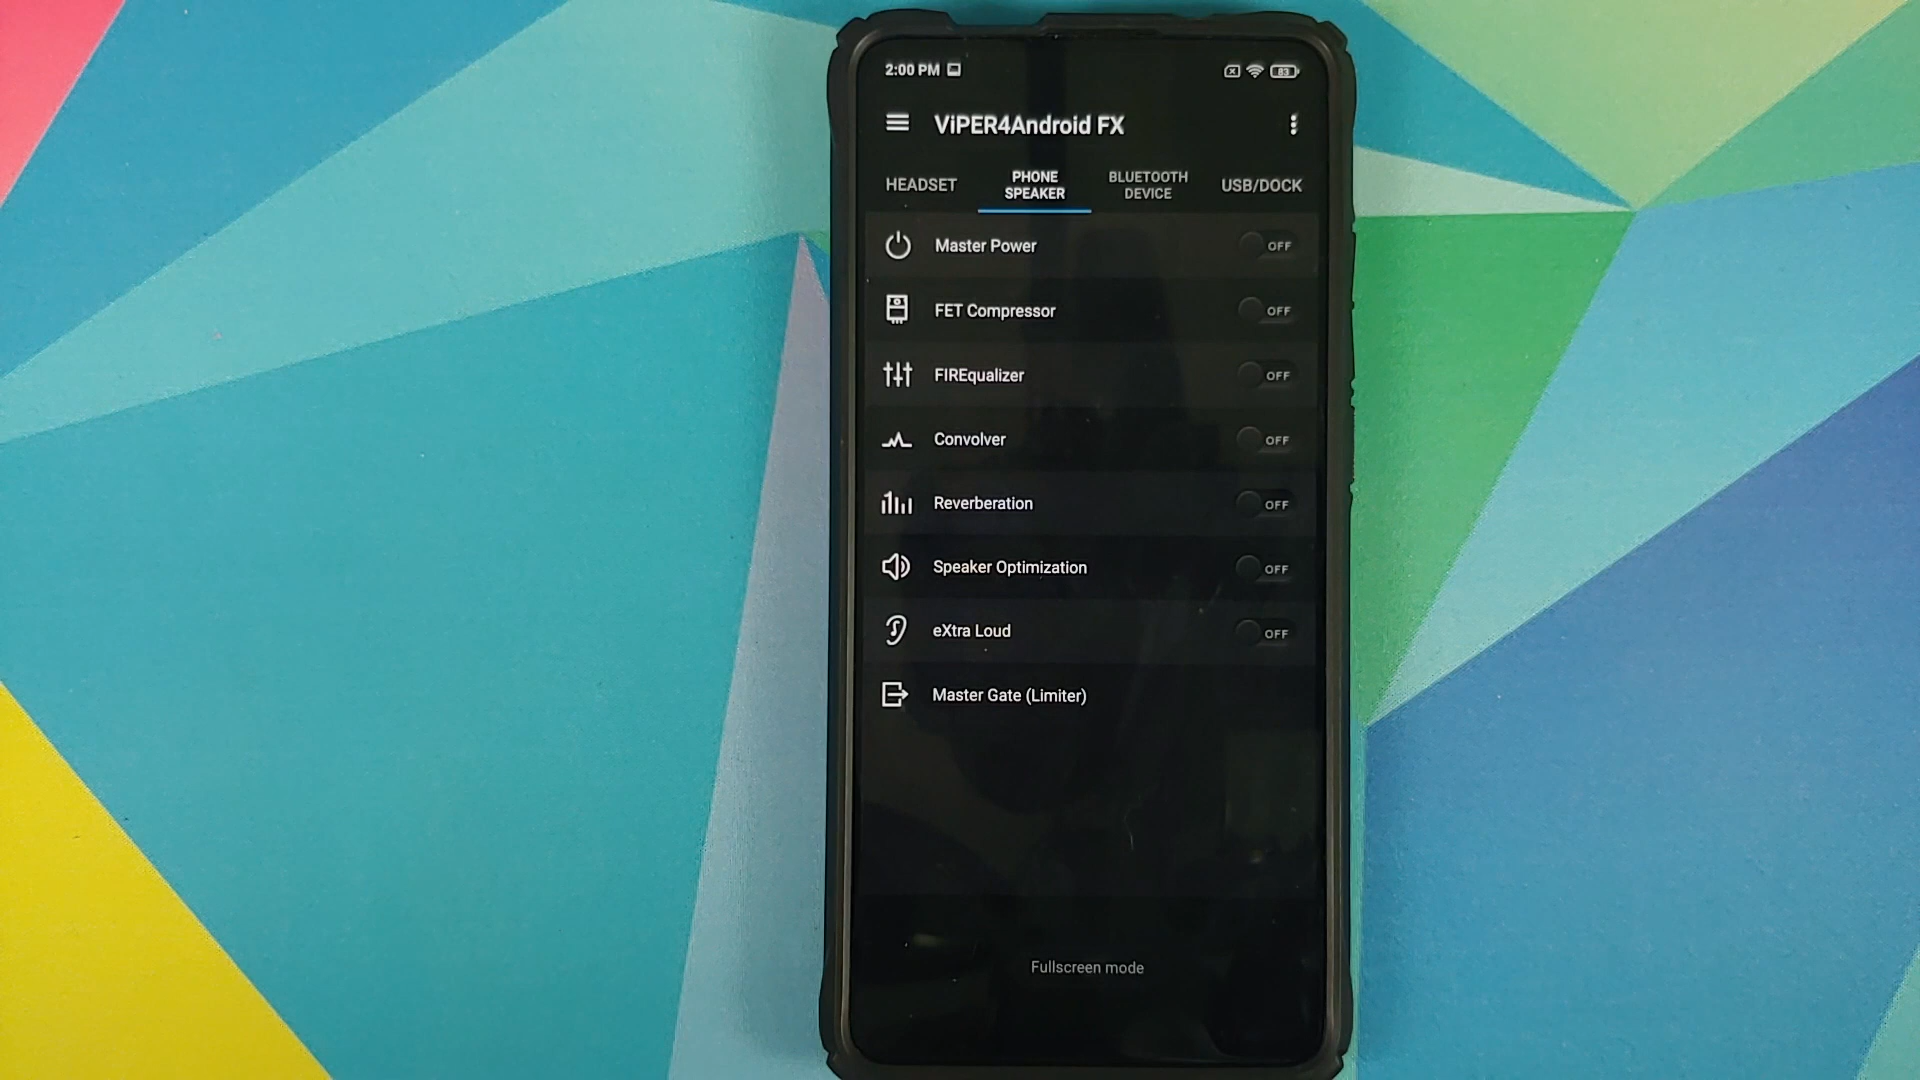 2:00 PM
83
ViPER4Android FX
HEADSET
PHONE
SPEAKER
BLUETOOTH
DEVICE
USB/DOCK
Master Power OFF
FET Compressor OFF
FIREqualizer OFF
Convolver OFF
Reverberation OFF
Speaker Optimization OFF
eXtra Loud OFF
Master Gate (Limiter)
Fullscreen mode